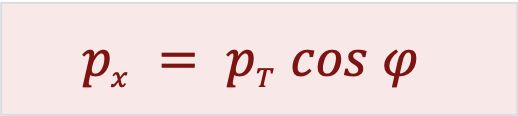 pₓ = p_T cos φ